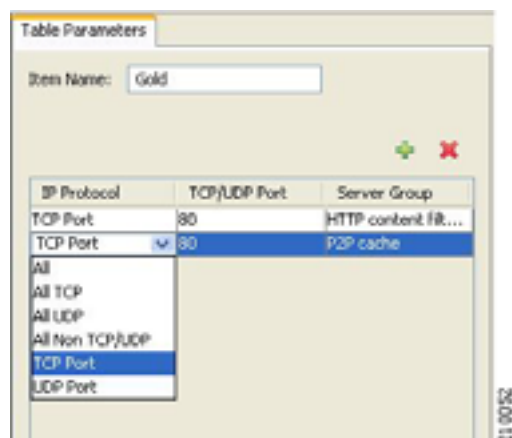 Table Parameters
Item Name: Gold
IP Protocol TCP/UDP Port Server Group
TCP Port 80 HTTP content filt...
TCP Port 80 P2P cache
All
All TCP
All UDP
All Non TCP/UDP
TCP Port
UDP Port
210052